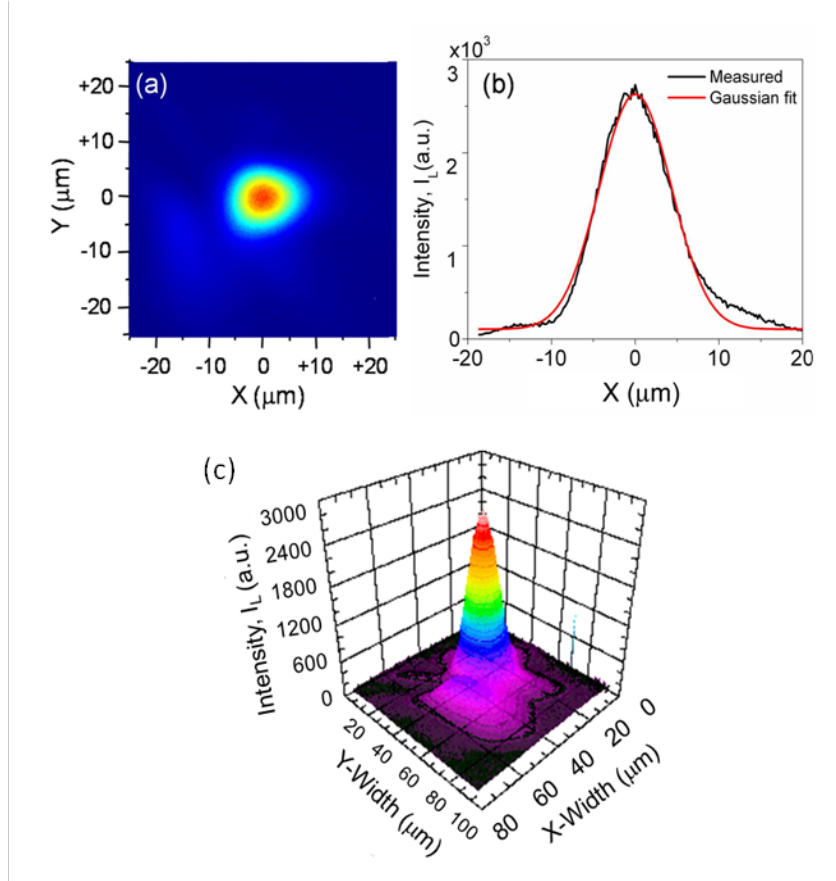 (a)
+20
+10
0
-10
-20
Y (μm)
-20 -10 0 +10 +20
X (μm)
×10³
(b)
Measured
Gaussian fit
3
2
1
0
Intensity, I_L(a.u.)
-20 -10 0 10 20
X (μm)
(c)
3000
2400
1800
1200
600
0
Intensity, I_L (a.u.)
20 40 60 80 100
Y-Width (μm)
80 60 40 20 0
X-Width (μm)